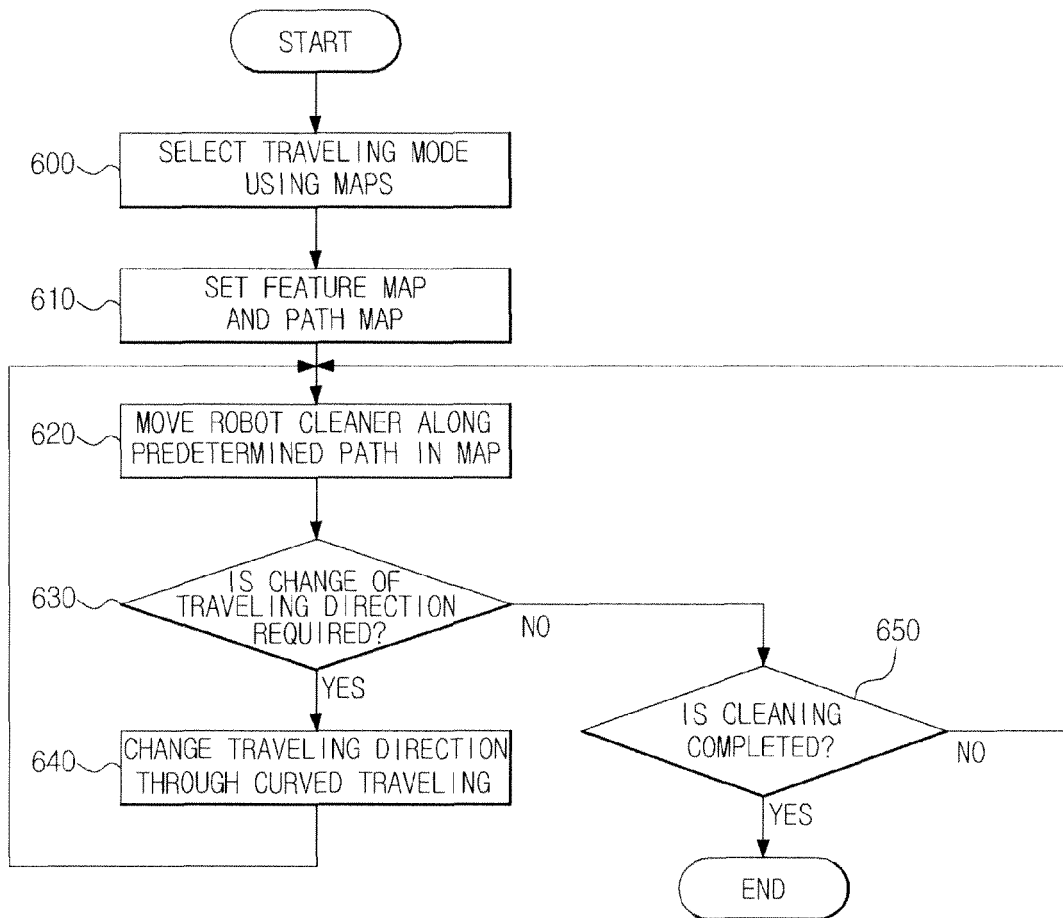 START
600
SELECT TRAVELING MODE
USING MAPS
610
SET FEATURE MAP
AND PATH MAP
620
MOVE ROBOT CLEANER ALONG
PREDETERMINED PATH IN MAP
630
IS CHANGE OF
TRAVELING DIRECTION
REQUIRED?
NO
YES
640
CHANGE TRAVELING DIRECTION
THROUGH CURVED TRAVELING
650
IS CLEANING
COMPLETED?
NO
YES
END